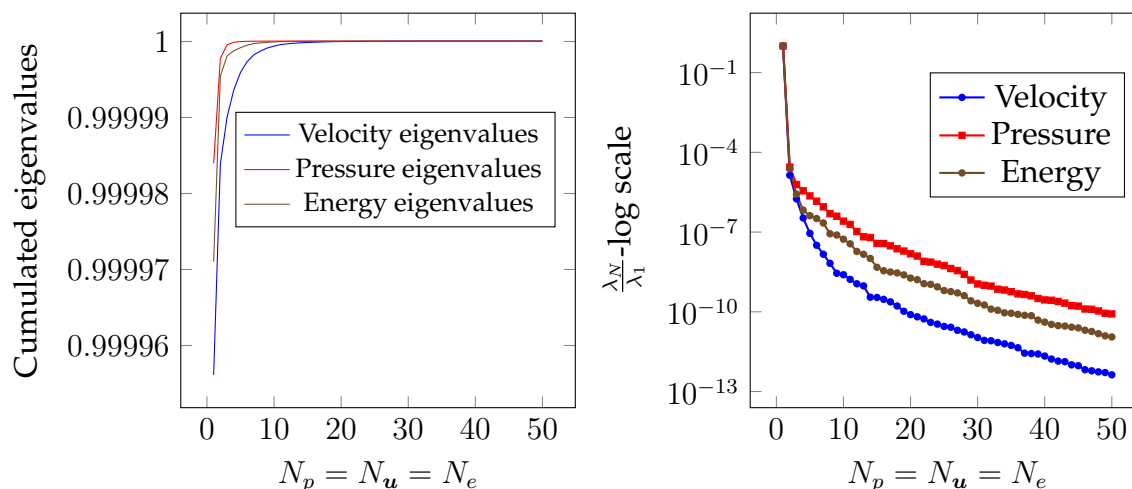 Cumulated eigenvalues
1
0.99999
0.99998
0.99997
0.99996
0 10 20 30 40 50
N_p = N_u = N_e
Velocity eigenvalues
Pressure eigenvalues
Energy eigenvalues
λ_N/λ_1-log scale
10^−1
10^−4
10^−7
10^−10
10^−13
0 10 20 30 40 50
N_p = N_u = N_e
Velocity
Pressure
Energy